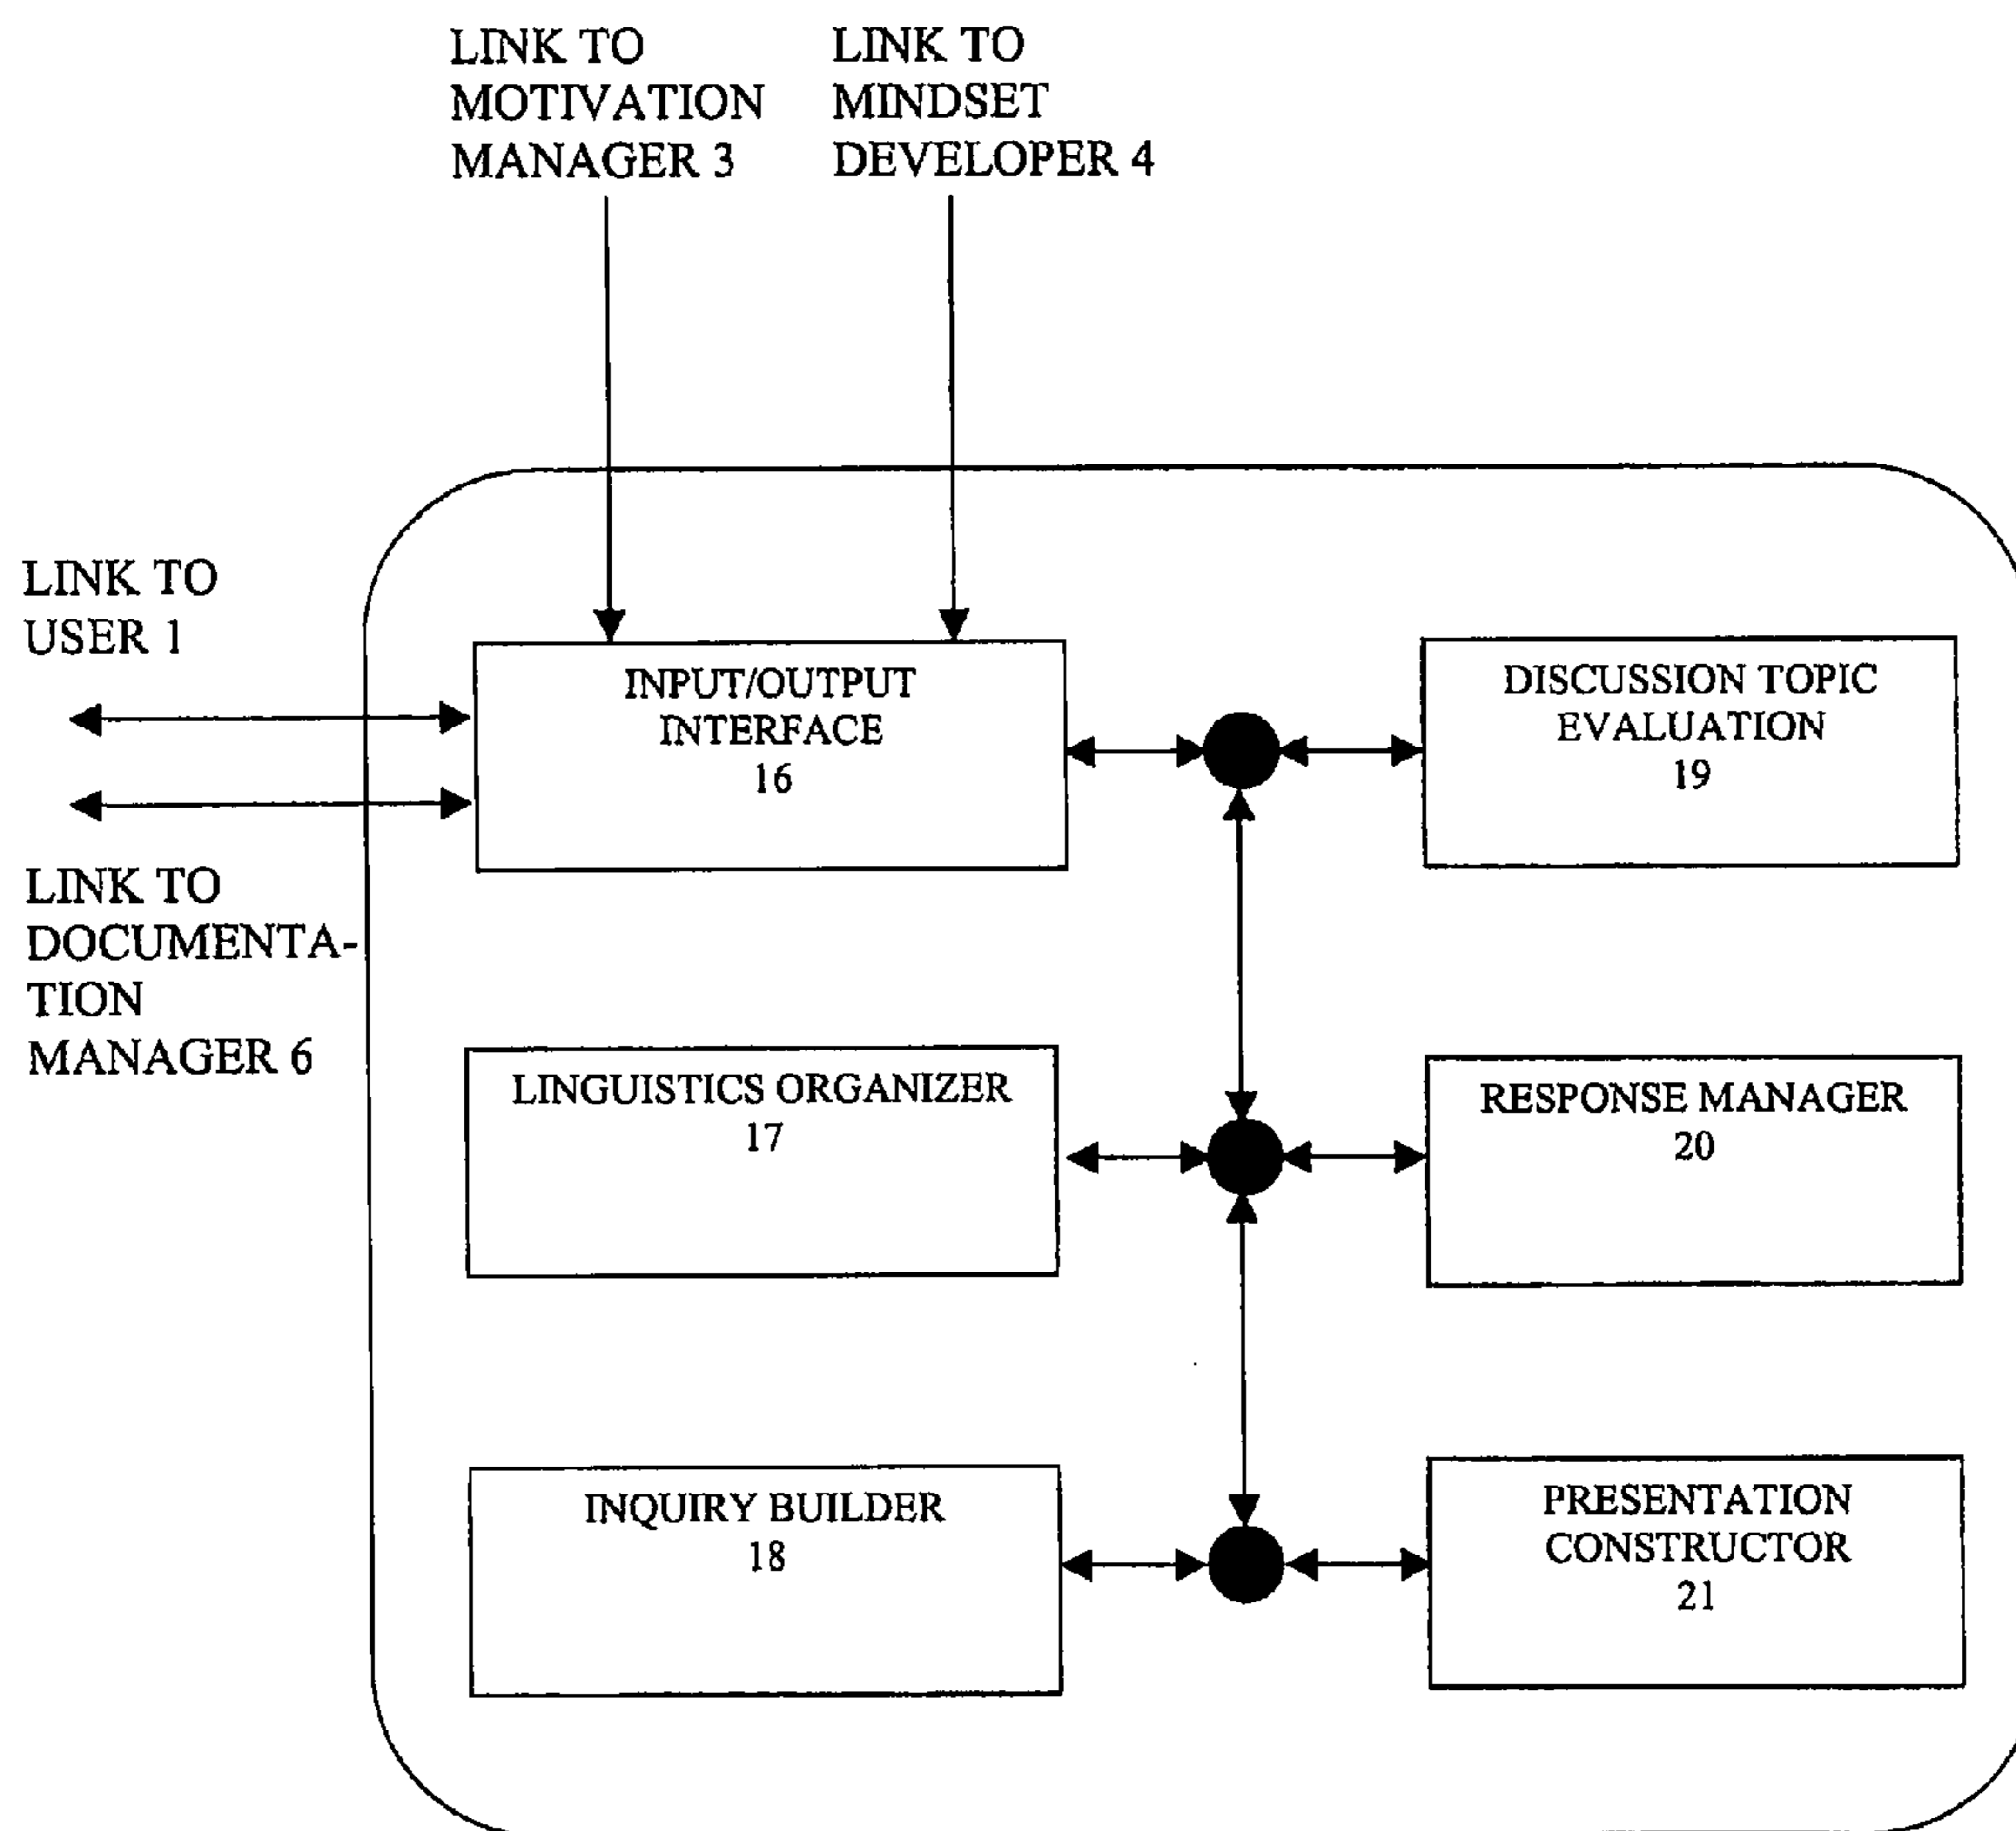 LINK TO
MOTIVATION
MANAGER 3
LINK TO
MINDSET
DEVELOPER 4
LINK TO
USER 1
LINK TO
DOCUMENTA-
TION
MANAGER 6
INPUT/OUTPUT
INTERFACE
16
DISCUSSION TOPIC
EVALUATION
19
LINGUISTICS ORGANIZER
17
RESPONSE MANAGER
20
INQUIRY BUILDER
18
PRESENTATION
CONSTRUCTOR
21